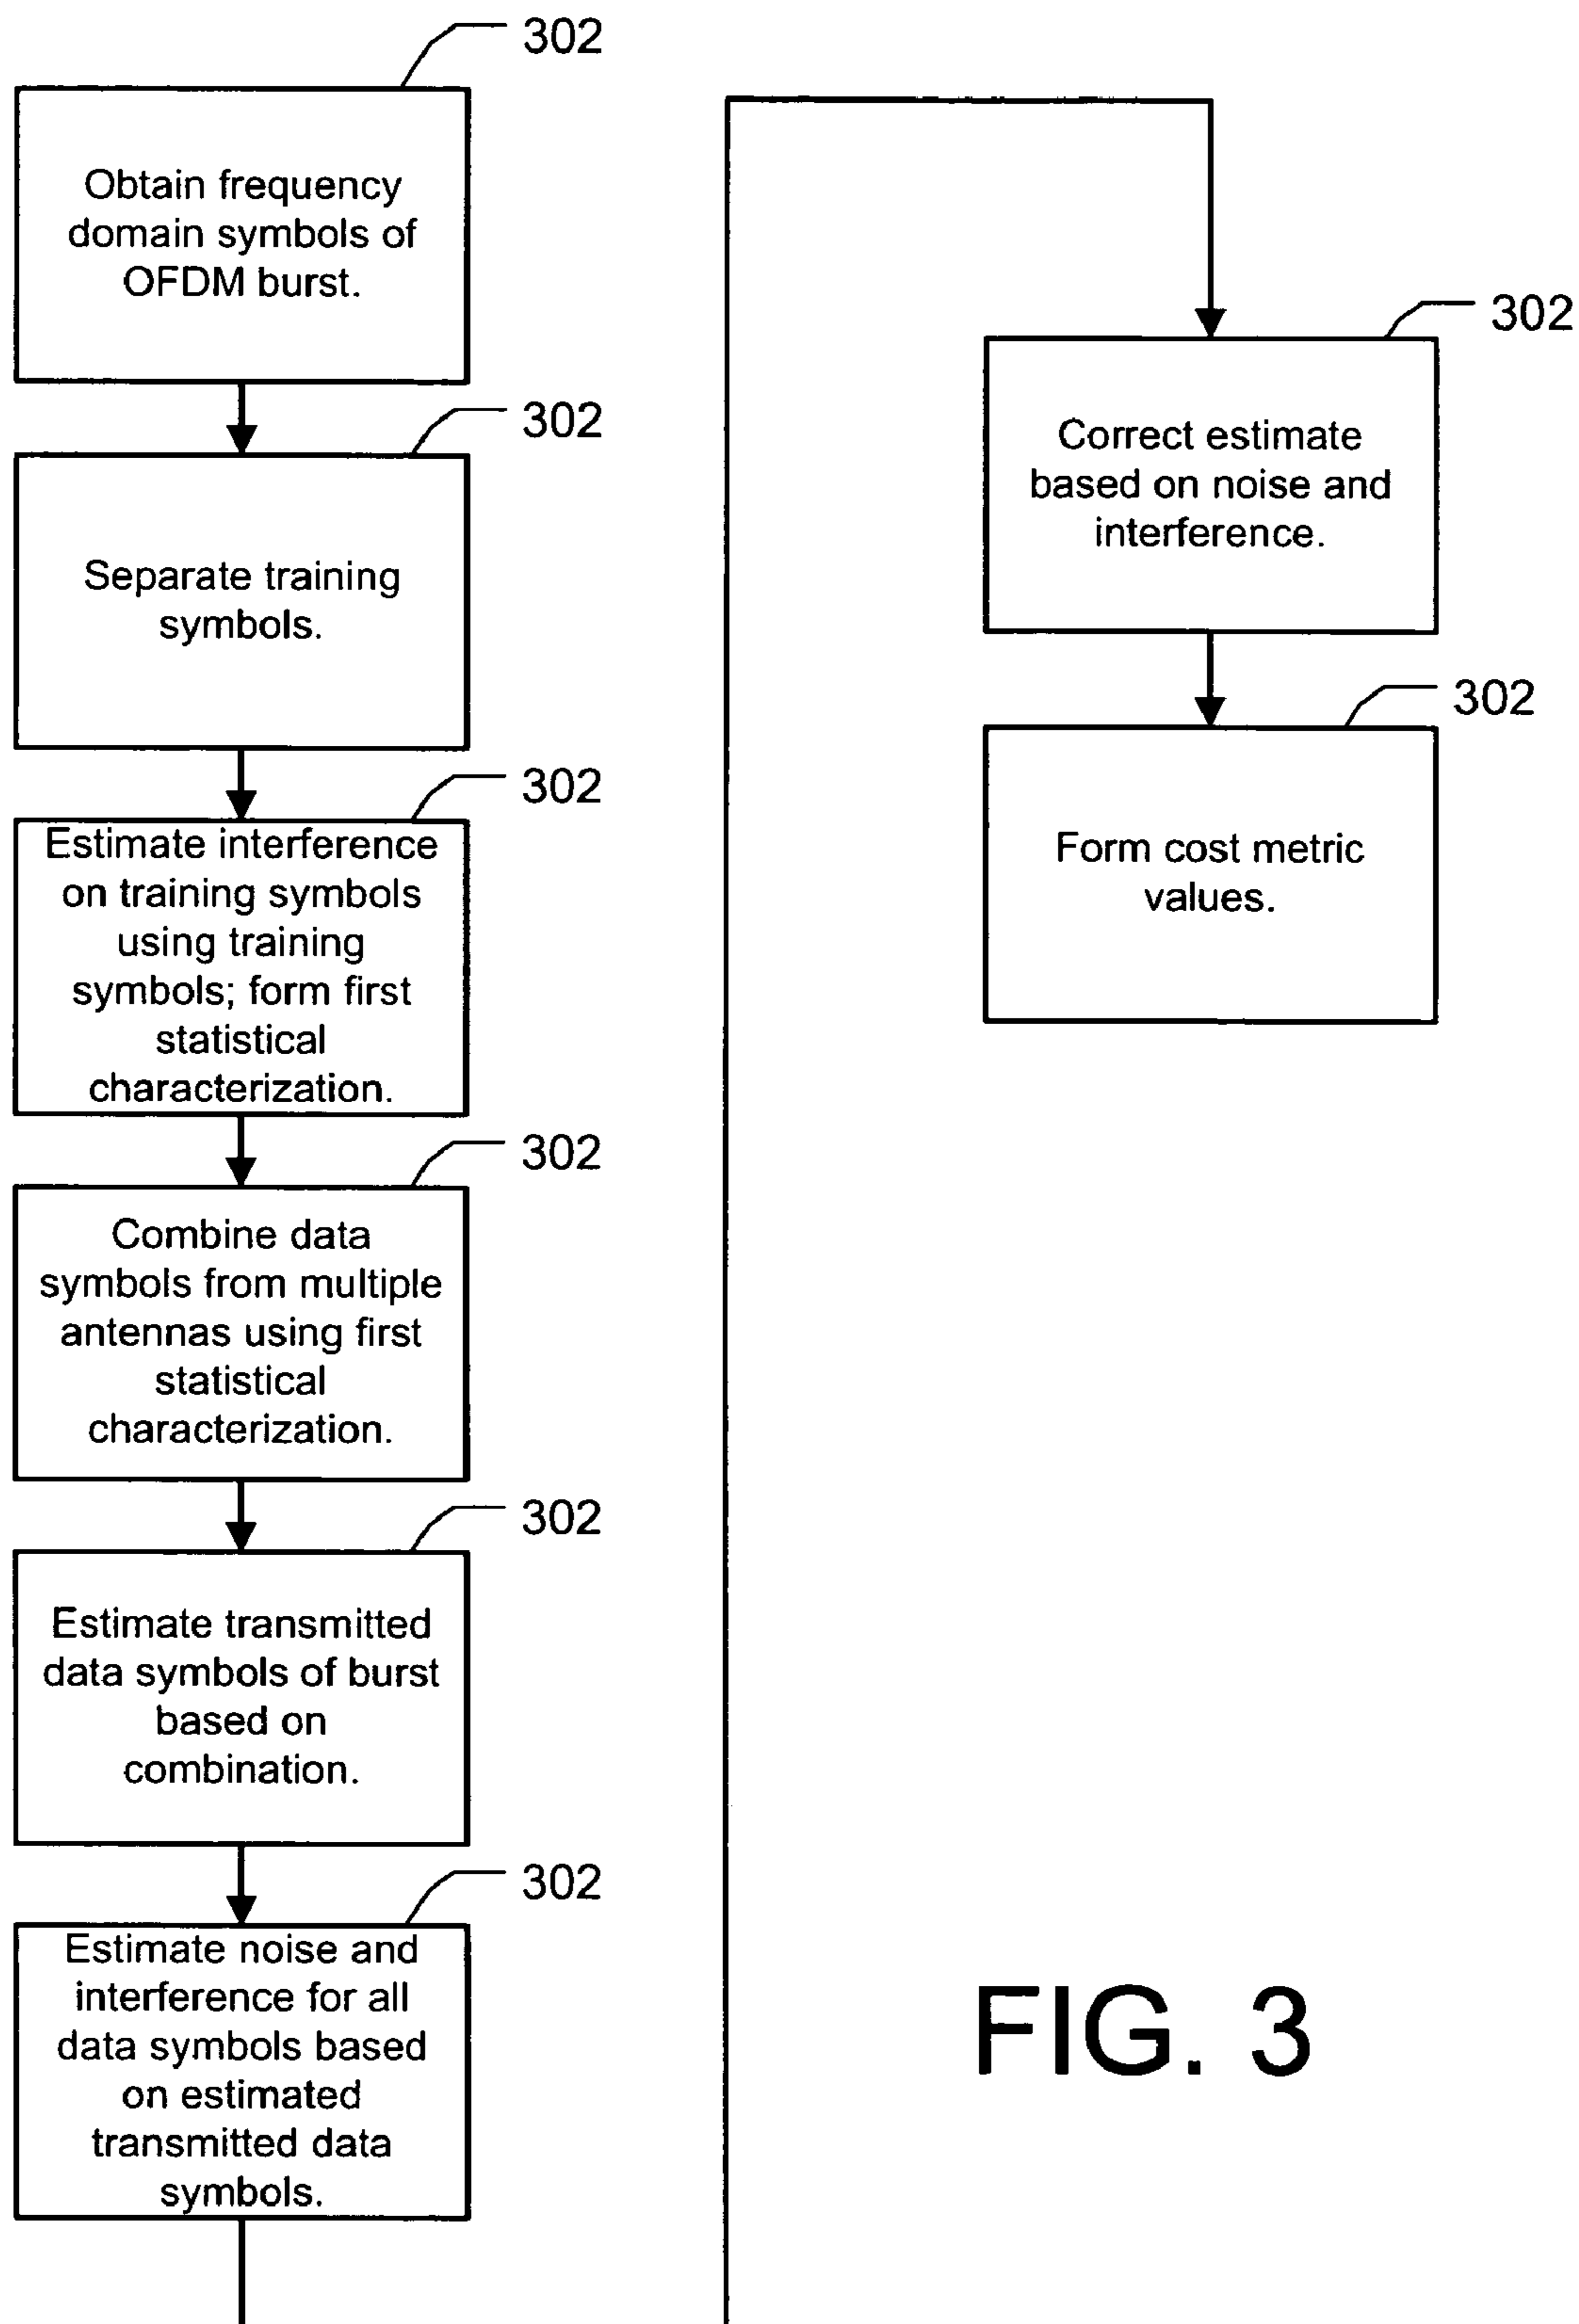 302
Obtain frequency
domain symbols of
OFDM burst.
302
Separate training
symbols.
302
Estimate interference
on training symbols
using training
symbols; form first
statistical
characterization.
302
Combine data
symbols from multiple
antennas using first
statistical
characterization.
302
Estimate transmitted
data symbols of burst
based on
combination.
302
Estimate noise and
interference for all
data symbols based
on estimated
transmitted data
symbols.
302
Correct estimate
based on noise and
interference.
302
Form cost metric
values.
FIG. 3